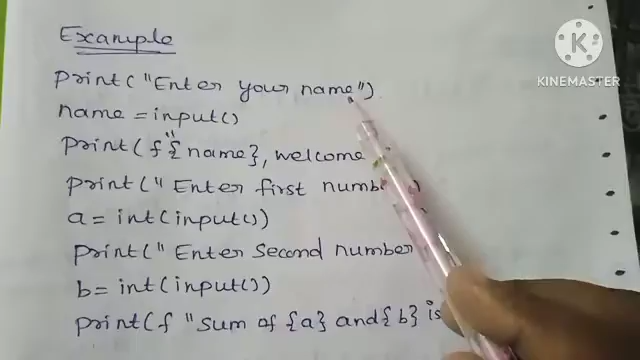 Example
print("Enter your name")
name = input()
print(f"{name}, welcome
print("Enter first number")
a = int(input())
print("Enter Second number
b = int(input())
print(f "Sum of {a} and {b} is
K
KINEMASTER